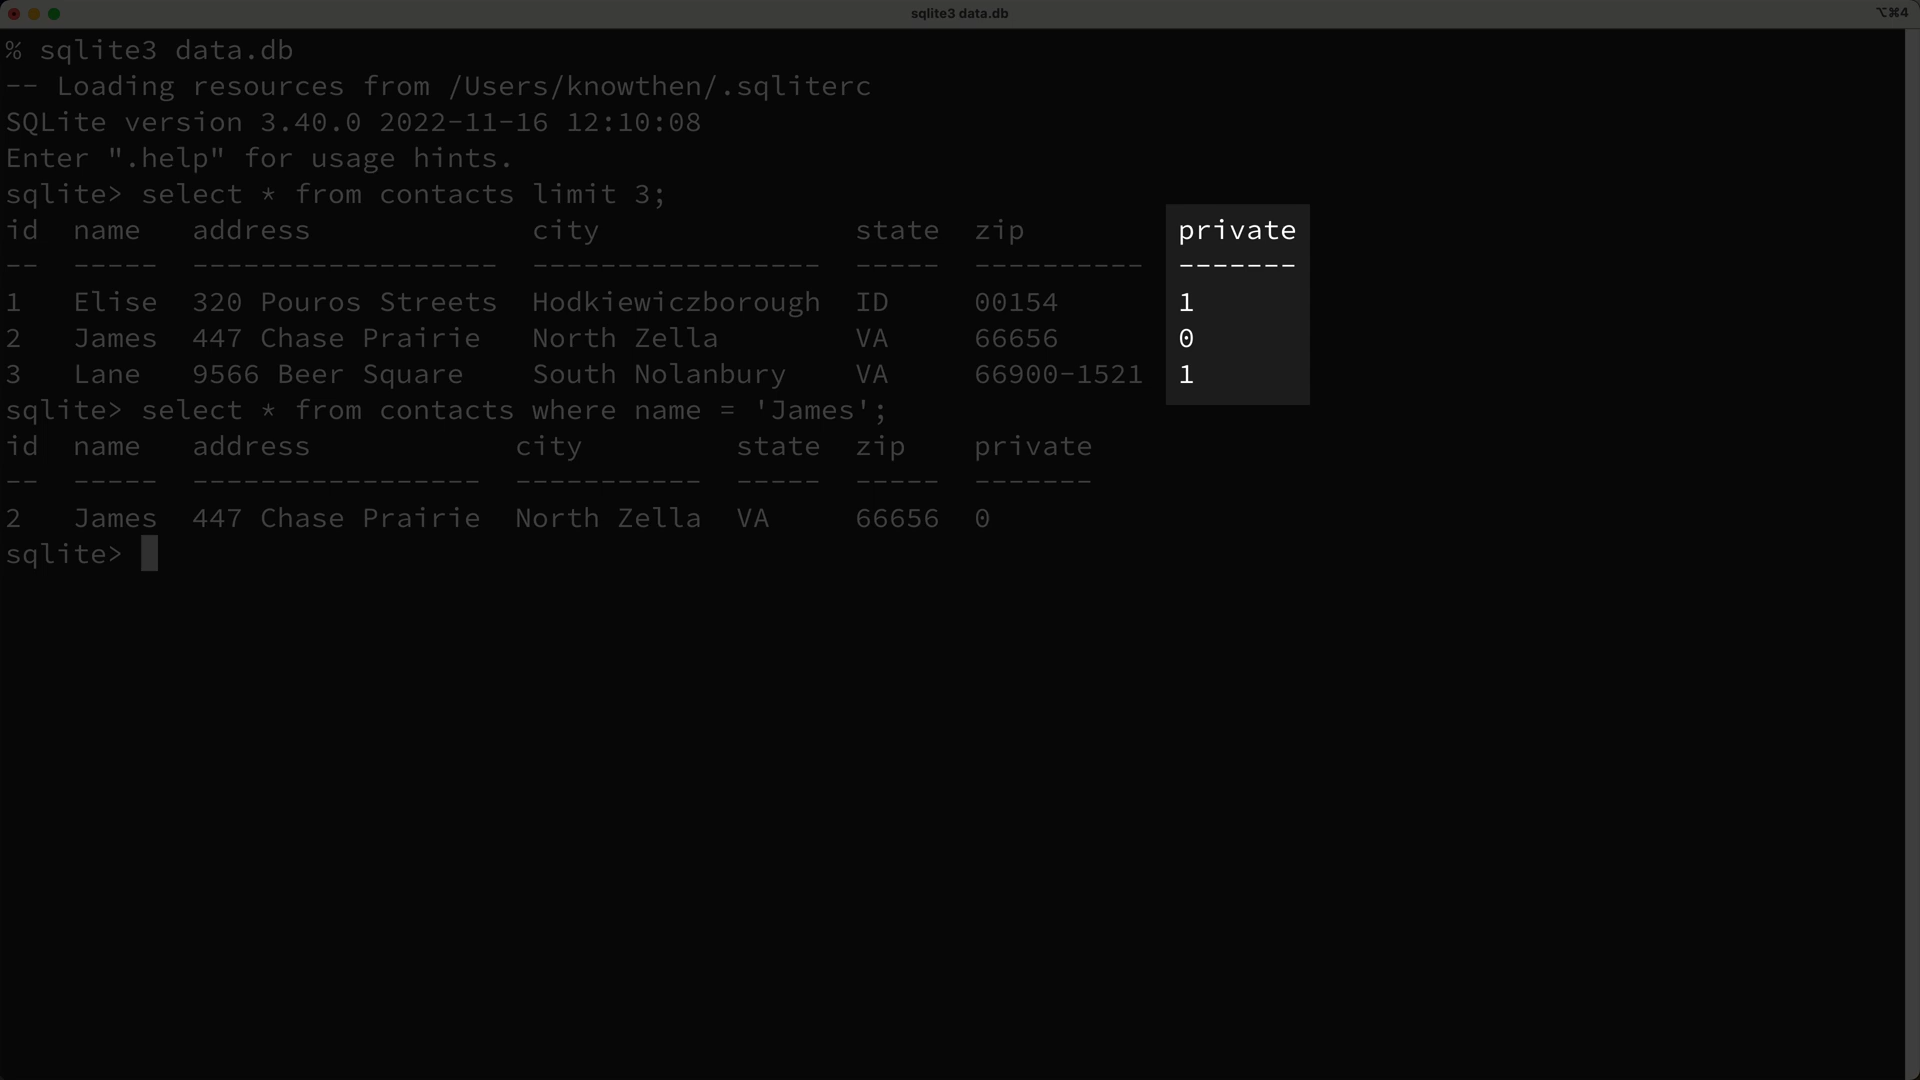 sqlite3 data.db
⌥⌘4
% sqlite3 data.db
-- Loading resources from /Users/knowthen/.sqliterc
SQLite version 3.40.0 2022-11-16 12:10:08
Enter ".help" for usage hints.
sqlite> select * from contacts limit 3;
id  name   address             city               state  zip         private
--  -----  ------------------  -----------------  -----  ----------  -------
1   Elise  320 Pouros Streets  Hodkiewiczborough  ID     00154       1
2   James  447 Chase Prairie   North Zella        VA     66656       0
3   Lane   9566 Beer Square    South Nolanbury    VA     66900-1521  1
sqlite> select * from contacts where name = 'James';
id  name   address            city         state  zip    private
--  -----  -----------------  -----------  -----  -----  -------
2   James  447 Chase Prairie  North Zella  VA     66656  0
sqlite>